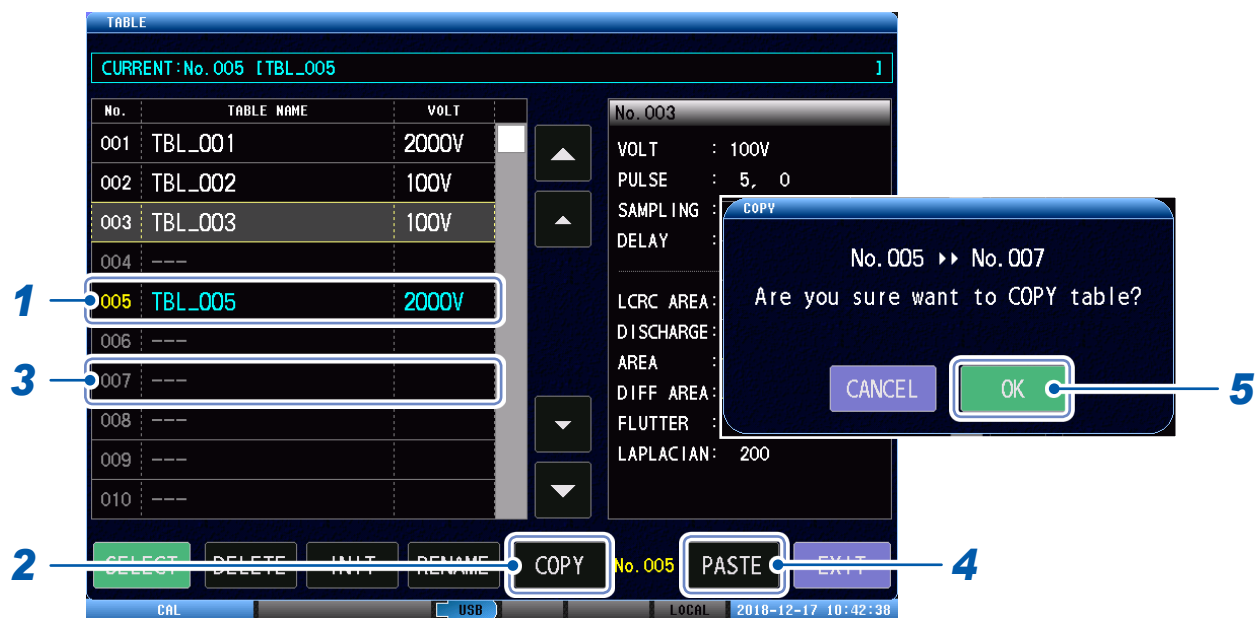 TABLE
CURRENT:No.005 [TBL_005 ]
No. TABLE NAME VOLT
001 TBL_001 2000V
002 TBL_002 100V
003 TBL_003 100V
004 ---
005 TBL_005 2000V
006 ---
007 ---
008 ---
009 ---
010 ---
1
3
No.003
VOLT : 100V
PULSE : 5, 0
SAMPLING :
DELAY :
LCRC AREA:
DISCHARGE:
AREA :
DIFF AREA:
FLUTTER :
LAPLACIAN: 200
COPY
No.005 ▸▸ No.007
Are you sure want to COPY table?
CANCEL OK
5
2
SELECT DELETE INIT RENAME COPY No.005 PASTE EXIT
4
CAL USB LOCAL 2018-12-17 10:42:38